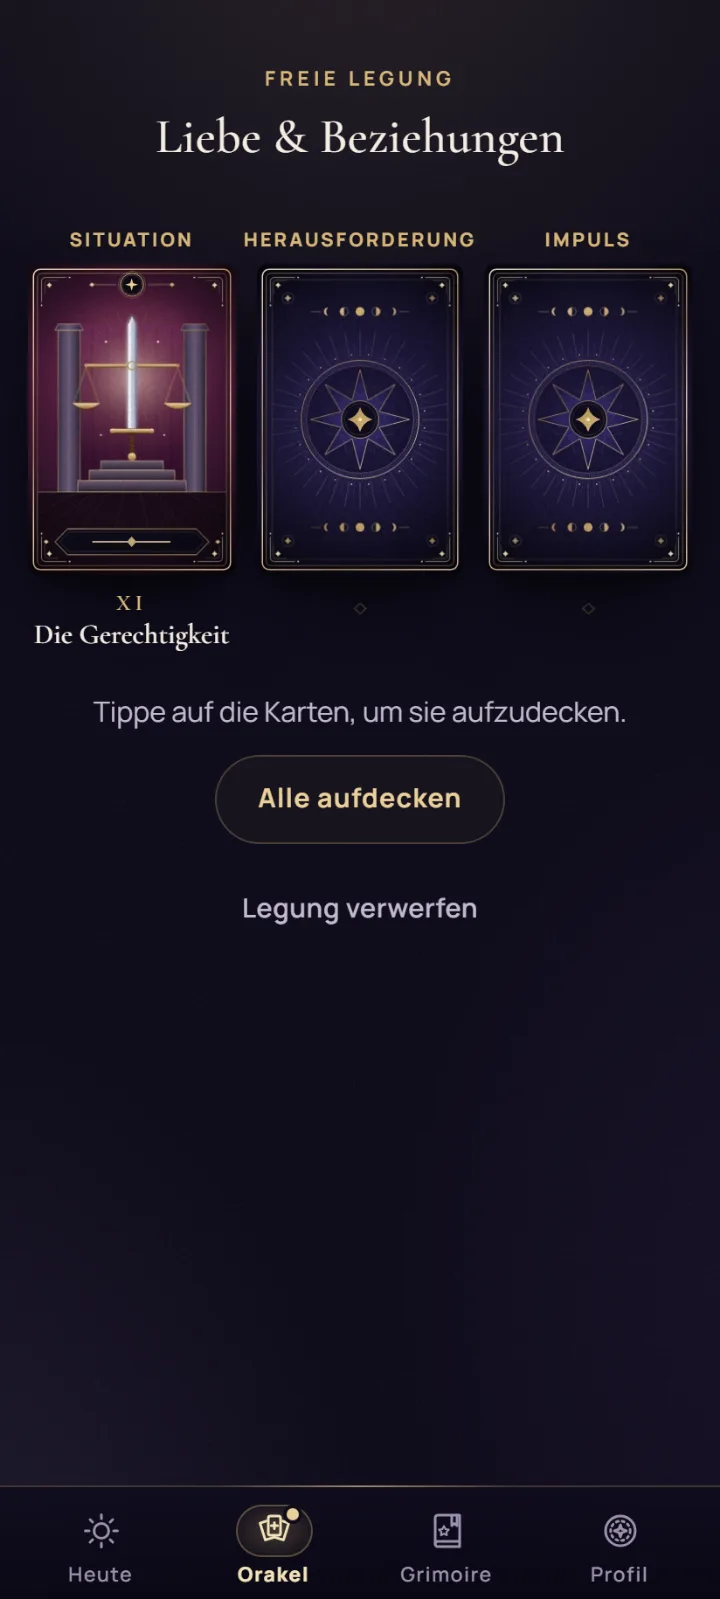 FREIE LEGUNG
Liebe & Beziehungen
SITUATION
HERAUSFORDERUNG
IMPULS
XI
Die Gerechtigkeit
Tippe auf die Karten, um sie aufzudecken.
Alle aufdecken
Legung verwerfen
Heute
Orakel
Grimoire
Profil